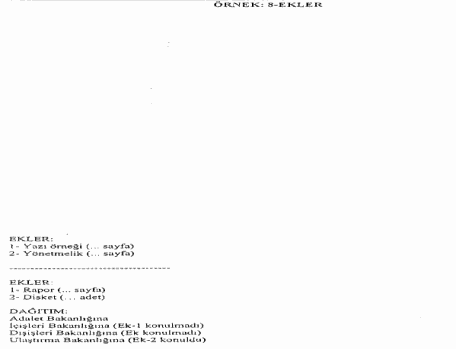 ÖRNEK: 8-EKLER
EKLER:
1- Yazı örneği (... sayfa)
2- Yönetmelik (... sayfa)
--------------------------------------
EKLER:
1- Rapor (... sayfa)
2- Disket (... adet)
DAĞITIM:
Adalet Bakanlığına
İçişleri Bakanlığına (Ek-1 konulmadı)
Dışişleri Bakanlığına (Ek konulmadı)
Ulaştırma Bakanlığına (Ek-2 konuldu)